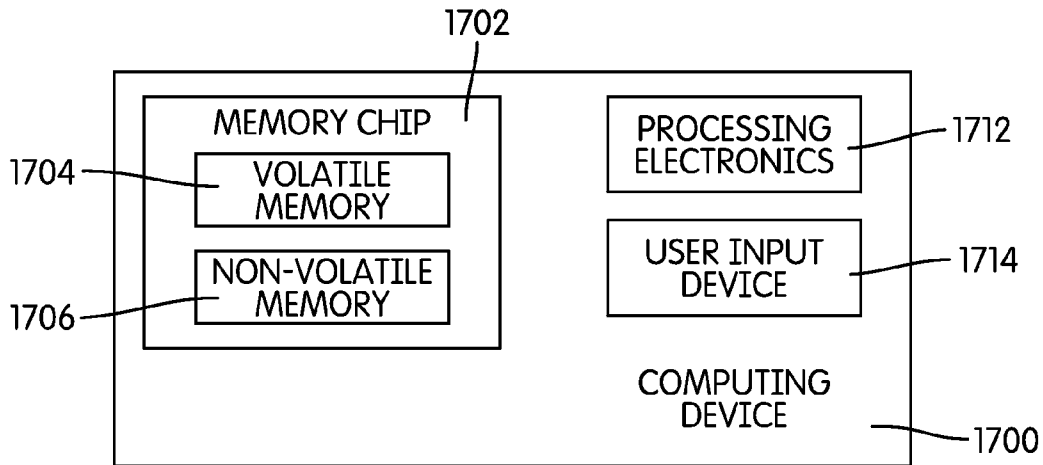 1702
MEMORY CHIP
1704
VOLATILE
MEMORY
NON-VOLATILE
MEMORY
1706
PROCESSING
ELECTRONICS
1712
USER INPUT
DEVICE
1714
COMPUTING
DEVICE
1700